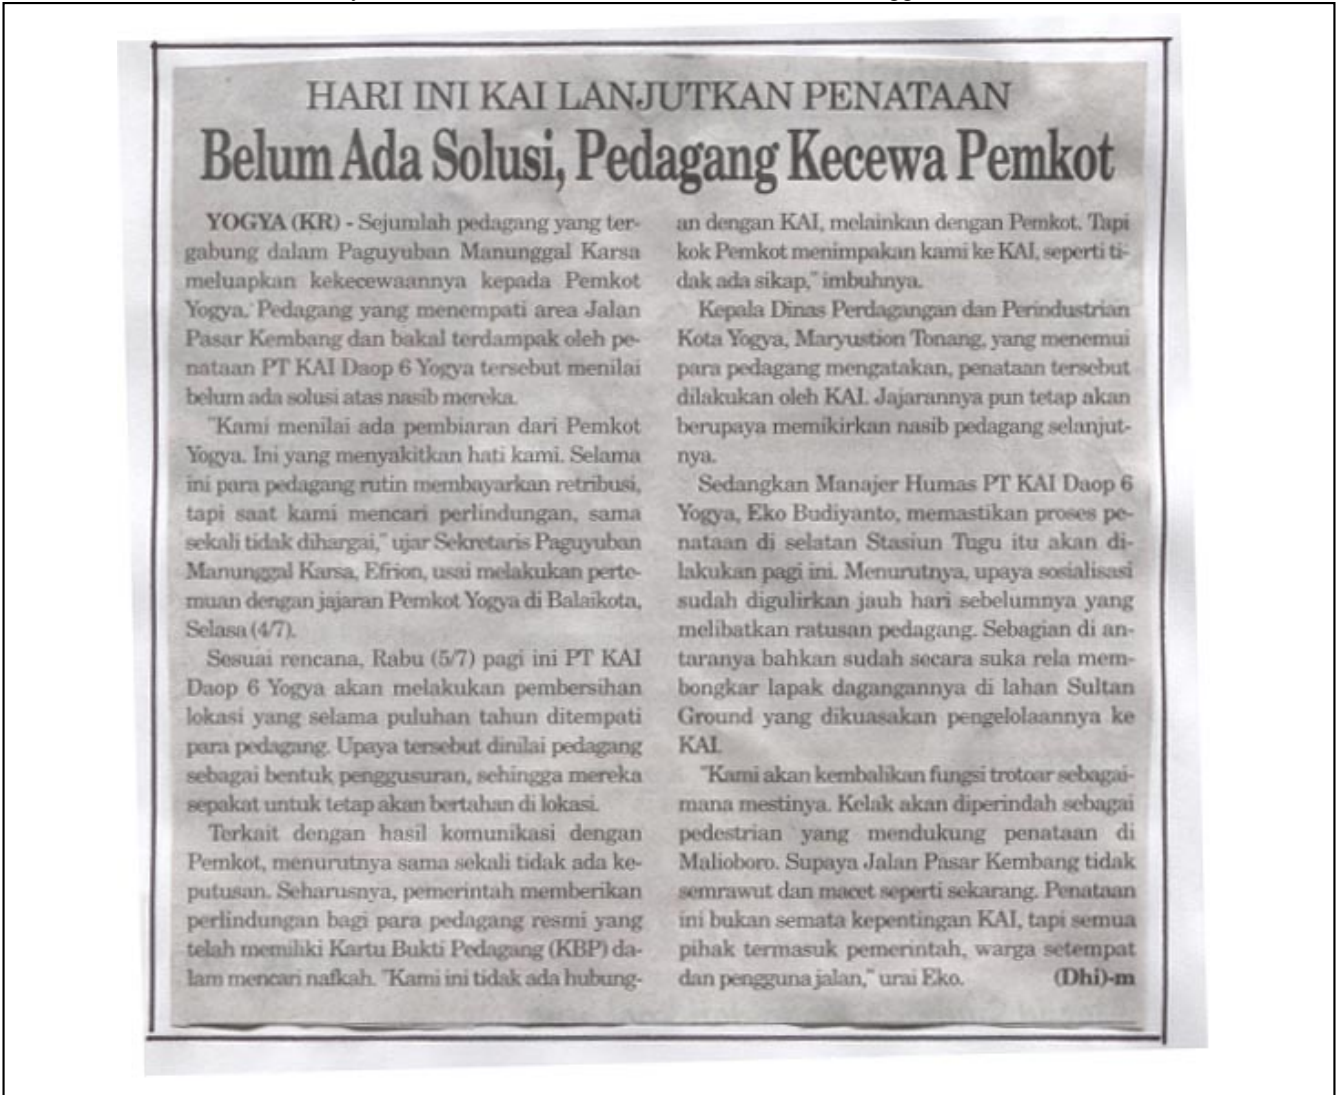 HARI INI KAI LANJUTKAN PENATAAN
Belum Ada Solusi, Pedagang Kecewa Pemkot
YOGYA (KR) - Sejumlah pedagang yang ter-
gabung dalam Paguyuban Manunggal Karsa
meluapkan kekecewaannya kepada Pemkot
Yogya. Pedagang yang menempati area Jalan
Pasar Kembang dan bakal terdampak oleh pe-
nataan PT KAI Daop 6 Yogya tersebut menilai
belum ada solusi atas nasib mereka.
"Kami menilai ada pembiaran dari Pemkot
Yogya. Ini yang menyakitkan hati kami. Selama
ini para pedagang rutin membayarkan retribusi,
tapi saat kami mencari perlindungan, sama
sekali tidak dihargai," ujar Sekretaris Paguyuban
Manunggal Karsa, Efrion, usai melakukan perte-
muan dengan jajaran Pemkot Yogya di Balaikota,
Selasa (4/7).
Sesuai rencana, Rabu (5/7) pagi ini PT KAI
Daop 6 Yogya akan melakukan pembersihan
lokasi yang selama puluhan tahun ditempati
para pedagang. Upaya tersebut dinilai pedagang
sebagai bentuk penggusuran, sehingga mereka
sepakat untuk tetap akan bertahan di lokasi.
Terkait dengan hasil komunikasi dengan
Pemkot, menurutnya sama sekali tidak ada ke-
putusan. Seharusnya, pemerintah memberikan
perlindungan bagi para pedagang resmi yang
telah memiliki Kartu Bukti Pedagang (KBP) da-
lam mencari nafkah. "Kami ini tidak ada hubung-
an dengan KAI, melainkan dengan Pemkot. Tapi
kok Pemkot menimpakan kami ke KAI, seperti ti-
dak ada sikap," imbuhnya.
Kepala Dinas Perdagangan dan Perindustrian
Kota Yogya, Maryustion Tonang, yang menemui
para pedagang mengatakan, penataan tersebut
dilakukan oleh KAI. Jajarannya pun tetap akan
berupaya memikirkan nasib pedagang selanjut-
nya.
Sedangkan Manajer Humas PT KAI Daop 6
Yogya, Eko Budiyanto, memastikan proses pe-
nataan di selatan Stasiun Tugu itu akan di-
lakukan pagi ini. Menurutnya, upaya sosialisasi
sudah digulirkan jauh hari sebelumnya yang
melibatkan ratusan pedagang. Sebagian di an-
taranya bahkan sudah secara suka rela mem-
bongkar lapak dagangannya di lahan Sultan
Ground yang dikuasakan pengelolaannya ke
KAI.
"Kami akan kembalikan fungsi trotoar sebagai-
mana mestinya. Kelak akan diperindah sebagai
pedestrian yang mendukung penataan di
Malioboro. Supaya Jalan Pasar Kembang tidak
semrawut dan macet seperti sekarang. Penataan
ini bukan semata kepentingan KAI, tapi semua
pihak termasuk pemerintah, warga setempat
dan pengguna jalan," urai Eko. (Dhi)-m